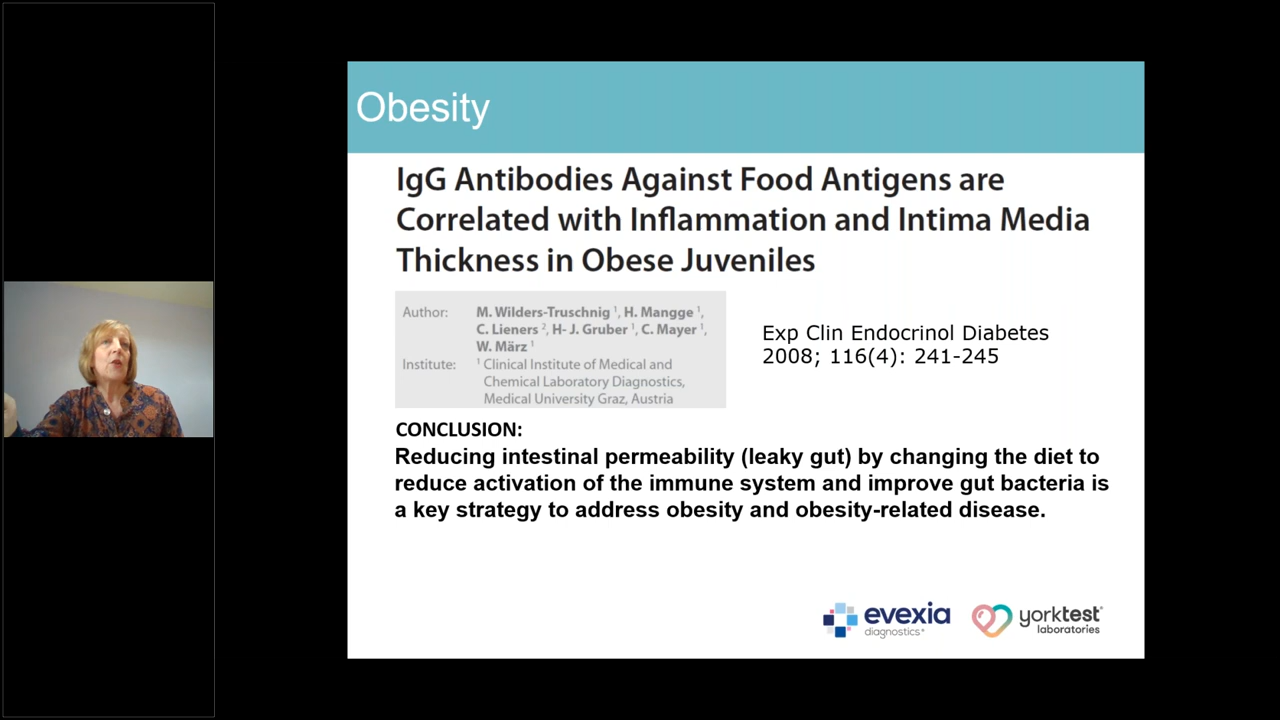 Obesity
IgG Antibodies Against Food Antigens are
Correlated with Inflammation and Intima Media
Thickness in Obese Juveniles
Author: M. Wilders-Truschnig ¹, H. Mangge ¹,
C. Lieners ², H- J. Gruber ¹, C. Mayer ¹,
W. März ¹
Institute: ¹ Clinical Institute of Medical and
Chemical Laboratory Diagnostics,
Medical University Graz, Austria
Exp Clin Endocrinol Diabetes
2008; 116(4): 241-245
CONCLUSION:
Reducing intestinal permeability (leaky gut) by changing the diet to
reduce activation of the immune system and improve gut bacteria is
a key strategy to address obesity and obesity-related disease.
evexia
diagnostics
yorktest
laboratories